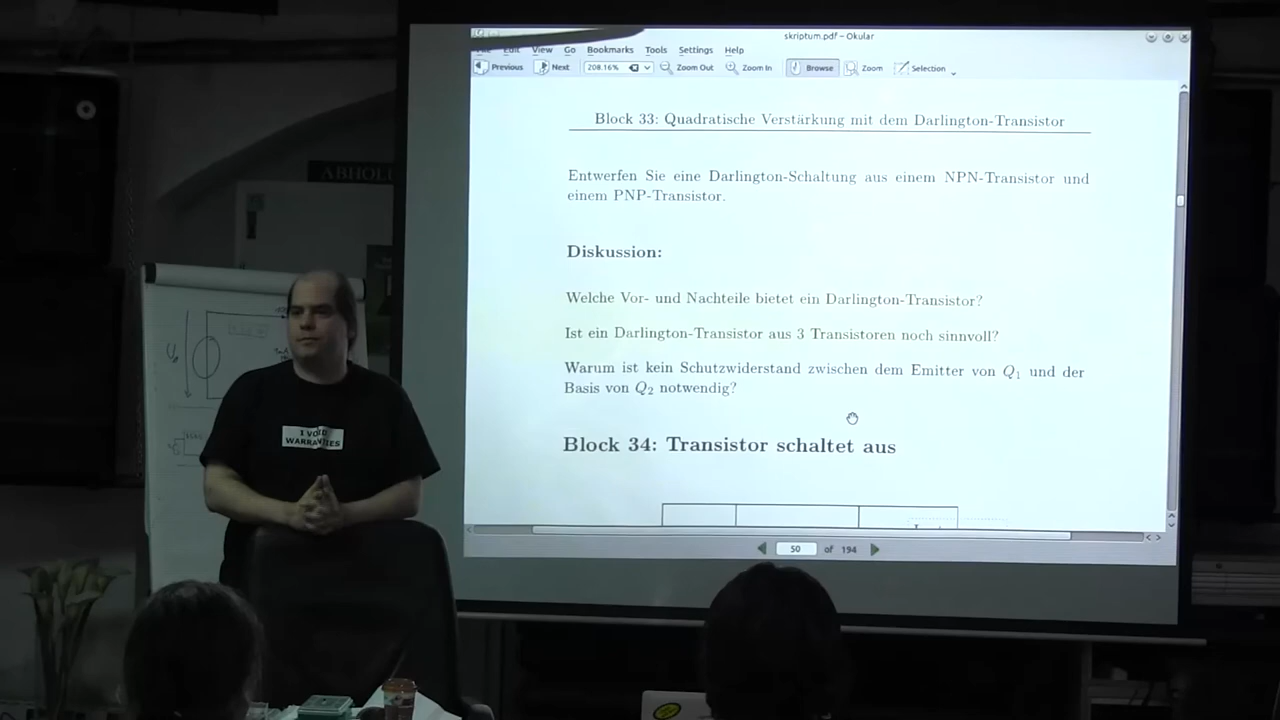 skriptum.pdf – Okular
Edit View Go Bookmarks Tools Settings Help
Previous Next 208.16% Zoom Out Zoom In Browse Zoom Selection
Block 33: Quadratische Verstärkung mit dem Darlington-Transistor
Entwerfen Sie eine Darlington-Schaltung aus einem NPN-Transistor und
einem PNP-Transistor.
Diskussion:
Welche Vor- und Nachteile bietet ein Darlington-Transistor?
Ist ein Darlington-Transistor aus 3 Transistoren noch sinnvoll?
Warum ist kein Schutzwiderstand zwischen dem Emitter von Q₁ und der
Basis von Q₂ notwendig?
Block 34: Transistor schaltet aus
50 of 194
ABHOL
I VOID
WARRANTIES